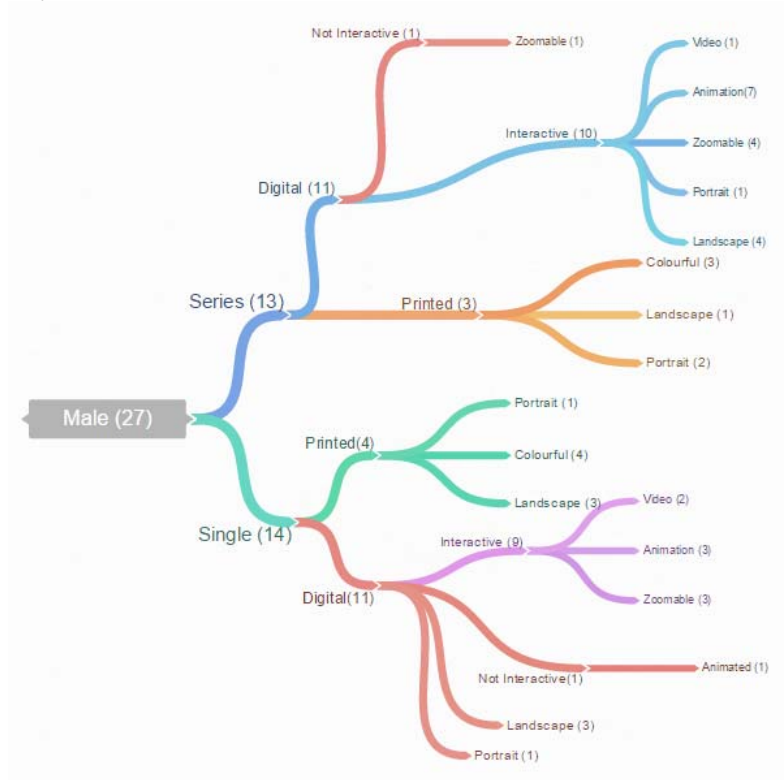 Not Interactive (1)
Zoomable (1)
Video (1)
Animation(7)
Interactive (10)
Zoomable (4)
Digital (11)
Portrait (1)
Landscape (4)
Colourful (3)
Series (13)
Printed (3)
Landscape (1)
Portrait (2)
Male (27)
Portrait (1)
Printed(4)
Colourful (4)
Landscape (3)
Single (14)
Video (2)
Interactive (9)
Animation (3)
Digital(11)
Zoomable (3)
Not Interactive(1)
Animated (1)
Landscape (3)
Portrait (1)